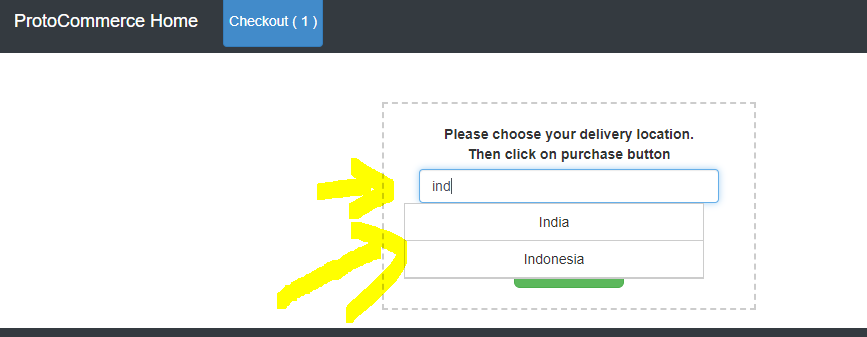 ProtoCommerce Home Checkout ( 1 )
Please choose your delivery location.
Then click on purchase button
ind
India
Indonesia